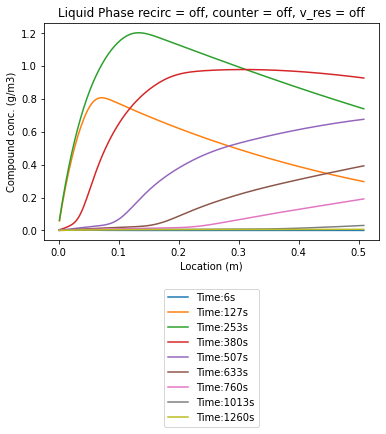 Liquid Phase recirc = off, counter = off, v_res = off
Compound conc. (g/m3)
1.2
1.0
0.8
0.6
0.4
0.2
0.0
0.0 0.1 0.2 0.3 0.4 0.5
Location (m)
Time:6s
Time:127s
Time:253s
Time:380s
Time:507s
Time:633s
Time:760s
Time:1013s
Time:1260s